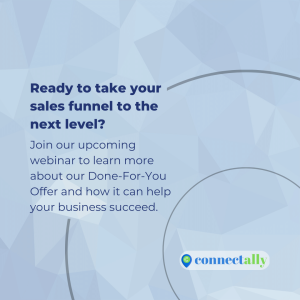 Ready to take your
sales funnel to the
next level?
Join our upcoming
webinar to learn more
about our Done-For-You
Offer and how it can help
your business succeed.
connectally